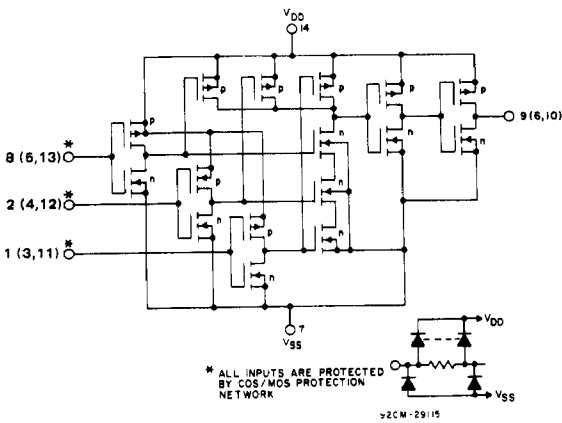 VDD
14
p
p
p
p
p
p
9 (6,10)
n
n
n
8 (6,13)
*
n
p
n
2 (4,12)
*
n
p
n
1 (3,11)
*
n
7
VSS
VDD
* ALL INPUTS ARE PROTECTED
BY COS/MOS PROTECTION
NETWORK
VSS
92CM-29115